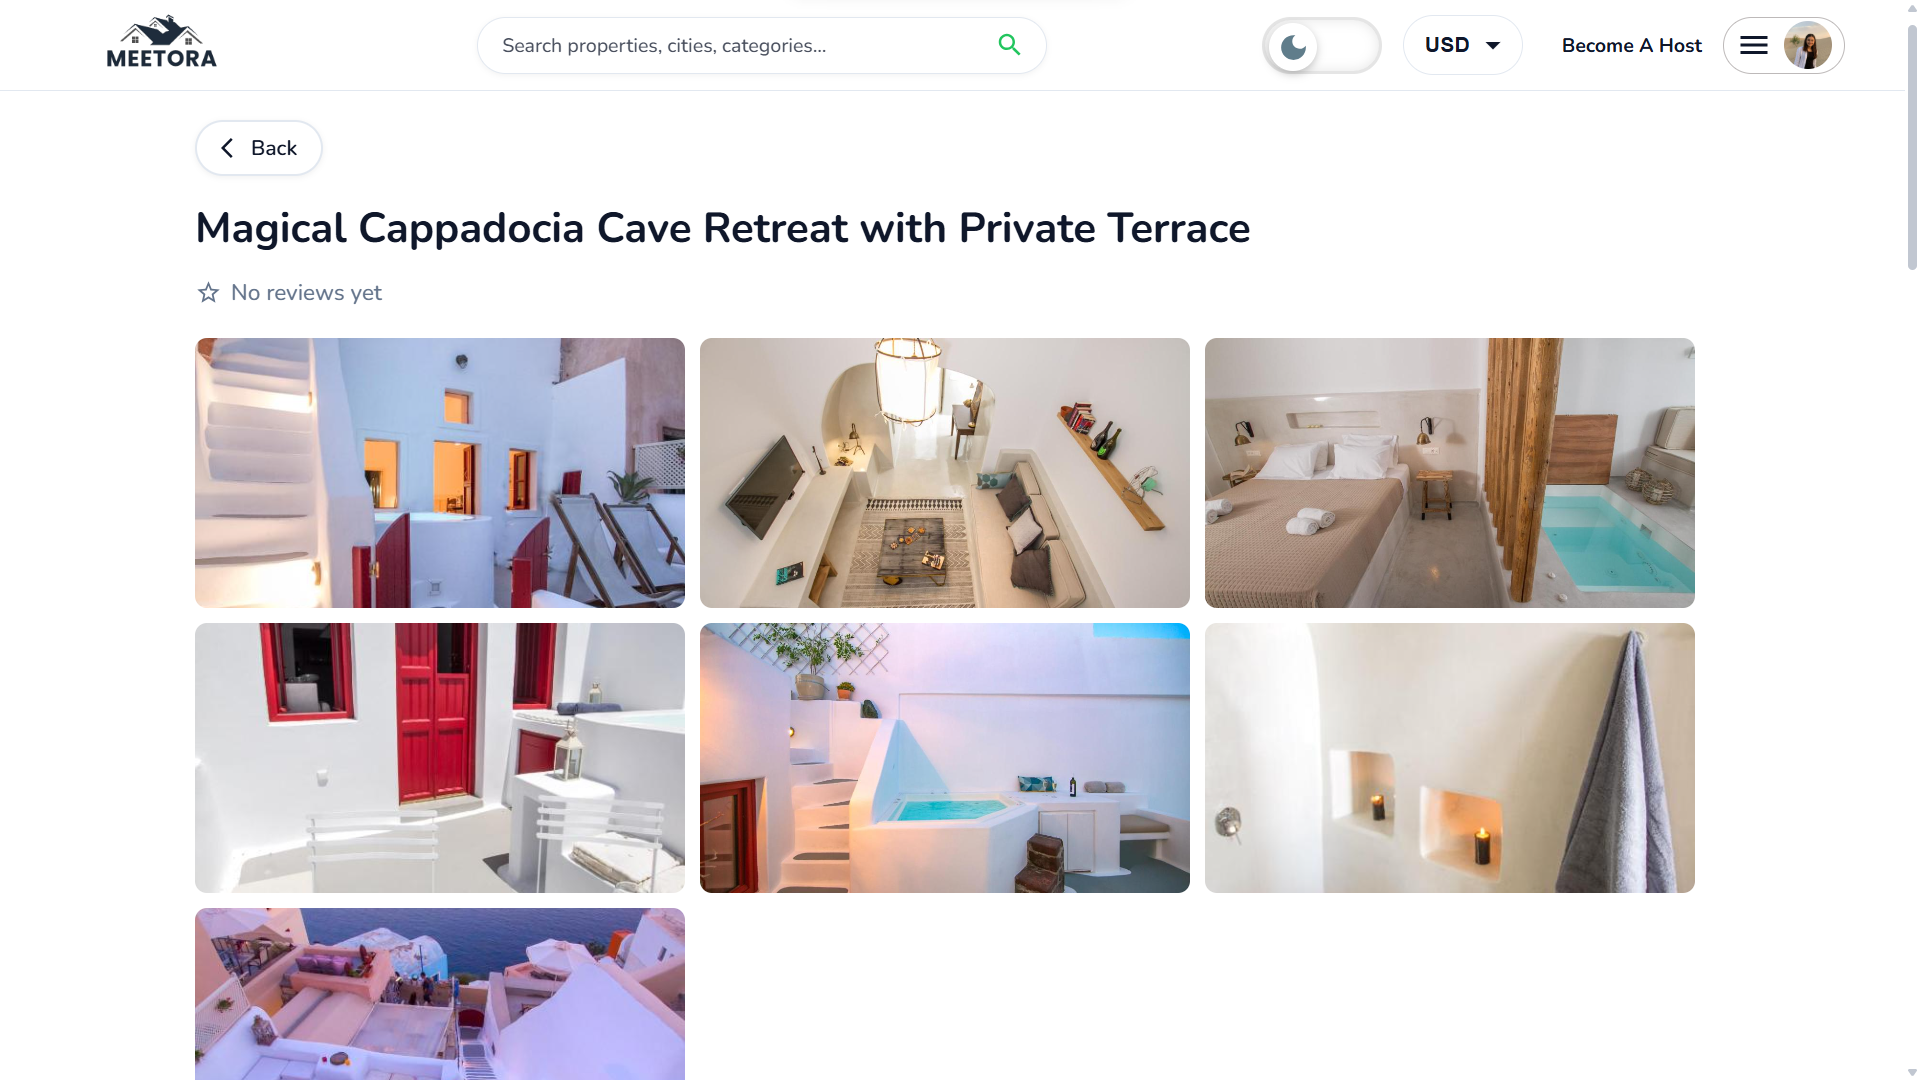 MEETORA
Search properties, cities, categories...
USD
Become A Host
Back
Magical Cappadocia Cave Retreat with Private Terrace
No reviews yet